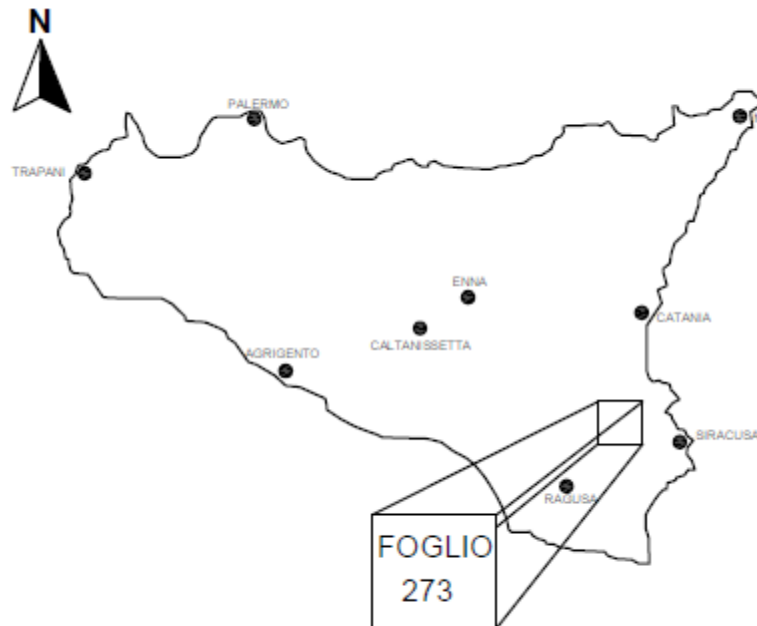 N
PALERMO
TRAPANI
ENNA
CATANIA
CALTANISSETTA
AGRIGENTO
SIRACUSA
RAGUSA
FOGLIO
273